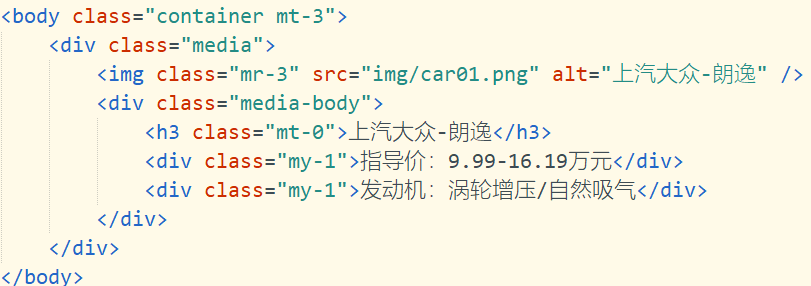 <body class="container mt-3">
    <div class="media">
        <img class="mr-3" src="img/car01.png" alt="上汽大众-朗逸" />
        <div class="media-body">
            <h3 class="mt-0">上汽大众-朗逸</h3>
            <div class="my-1">指导价：9.99-16.19万元</div>
            <div class="my-1">发动机：涡轮增压/自然吸气</div>
        </div>
    </div>
</body>